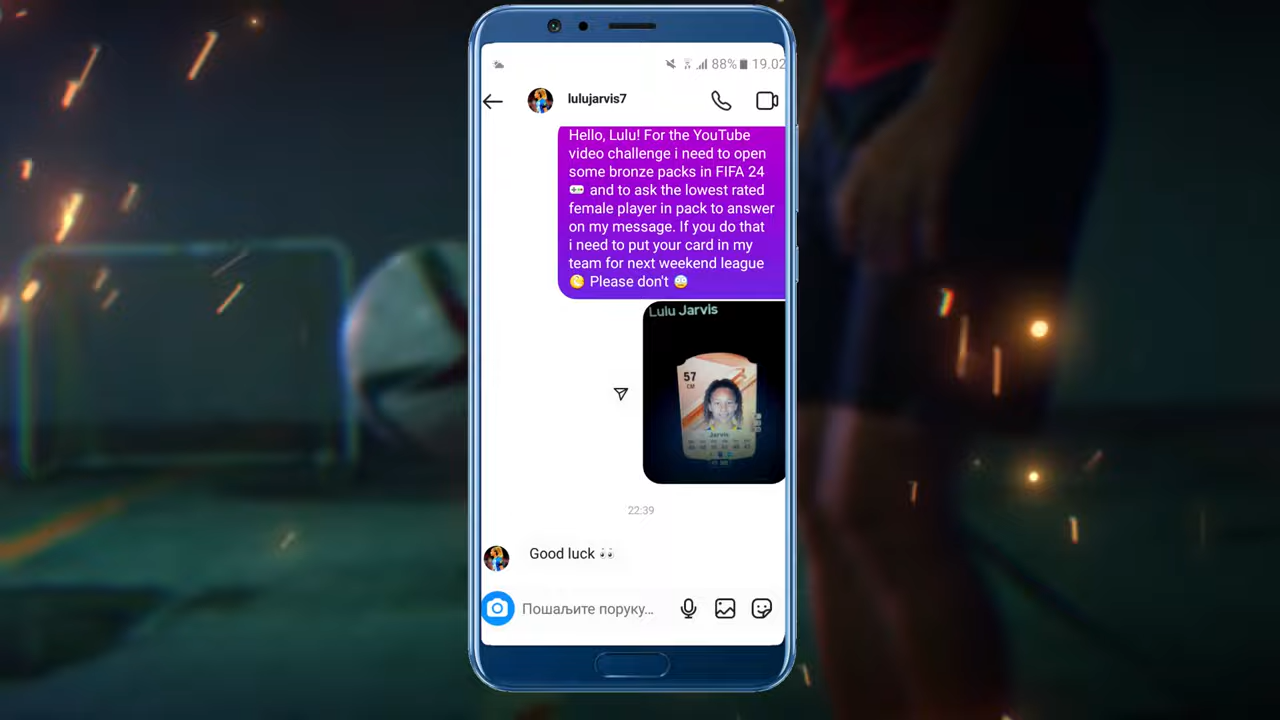 88% 19.02
lulujarvis7
Hello, Lulu! For the YouTube
video challenge i need to open
some bronze packs in FIFA 24
and to ask the lowest rated
female player in pack to answer
on my message. If you do that
i need to put your card in my
team for next weekend league
Please don't
Lulu Jarvis
57
CM
Jarvis
22:39
Good luck 👀
Пошаљите поруку...